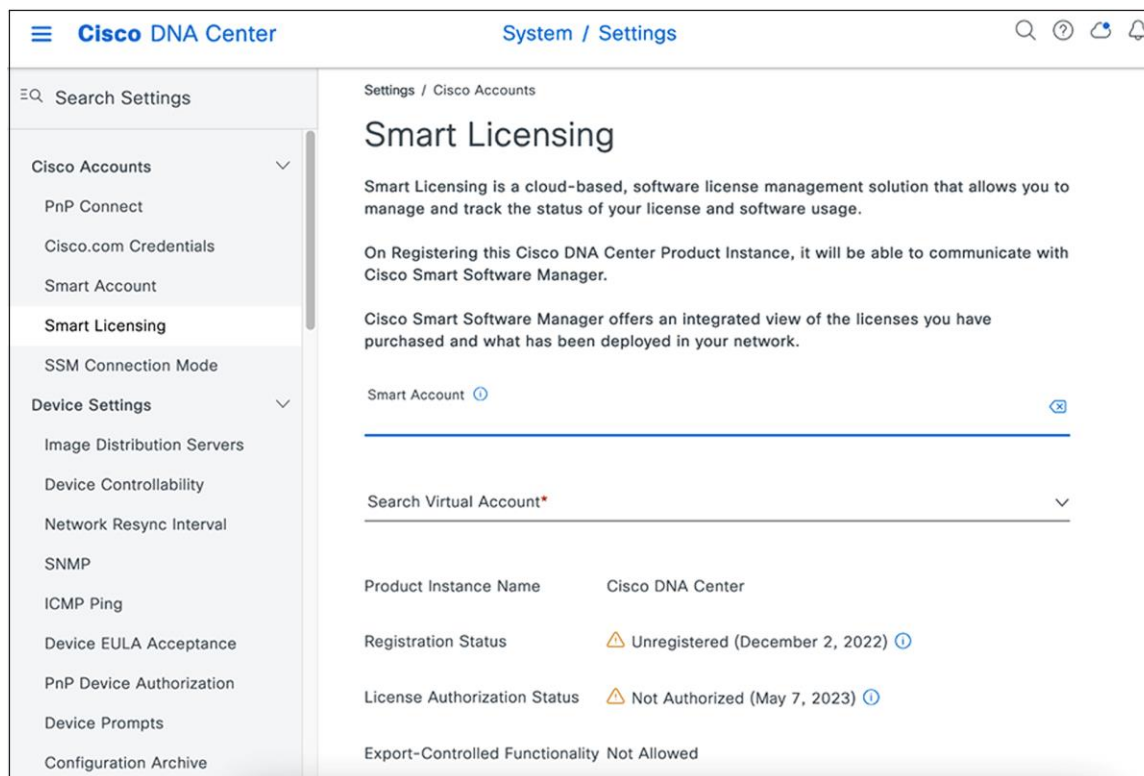 Cisco DNA Center
System / Settings
Search Settings
Cisco Accounts
PnP Connect
Cisco.com Credentials
Smart Account
Smart Licensing
SSM Connection Mode
Device Settings
Image Distribution Servers
Device Controllability
Network Resync Interval
SNMP
ICMP Ping
Device EULA Acceptance
PnP Device Authorization
Device Prompts
Configuration Archive
Settings / Cisco Accounts
Smart Licensing
Smart Licensing is a cloud-based, software license management solution that allows you to
manage and track the status of your license and software usage.
On Registering this Cisco DNA Center Product Instance, it will be able to communicate with
Cisco Smart Software Manager.
Cisco Smart Software Manager offers an integrated view of the licenses you have
purchased and what has been deployed in your network.
Smart Account
Search Virtual Account*
Product Instance Name Cisco DNA Center
Registration Status Unregistered (December 2, 2022)
License Authorization Status Not Authorized (May 7, 2023)
Export-Controlled Functionality Not Allowed